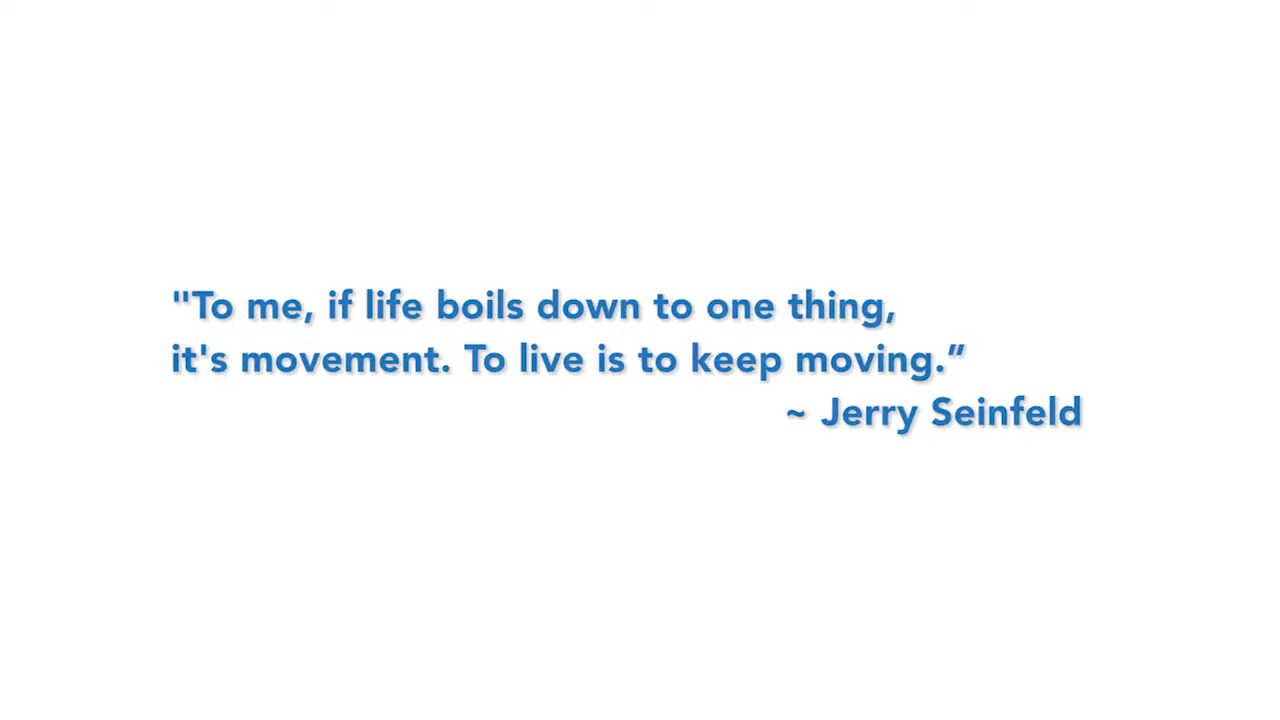 "To me, if life boils down to one thing,
it's movement. To live is to keep moving.”
~ Jerry Seinfeld